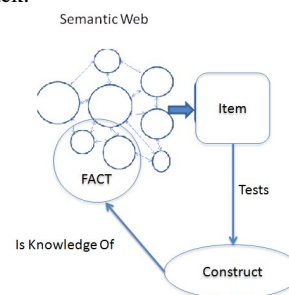 Semantic Web
Item
FACT
Tests
Is Knowledge Of
Construct